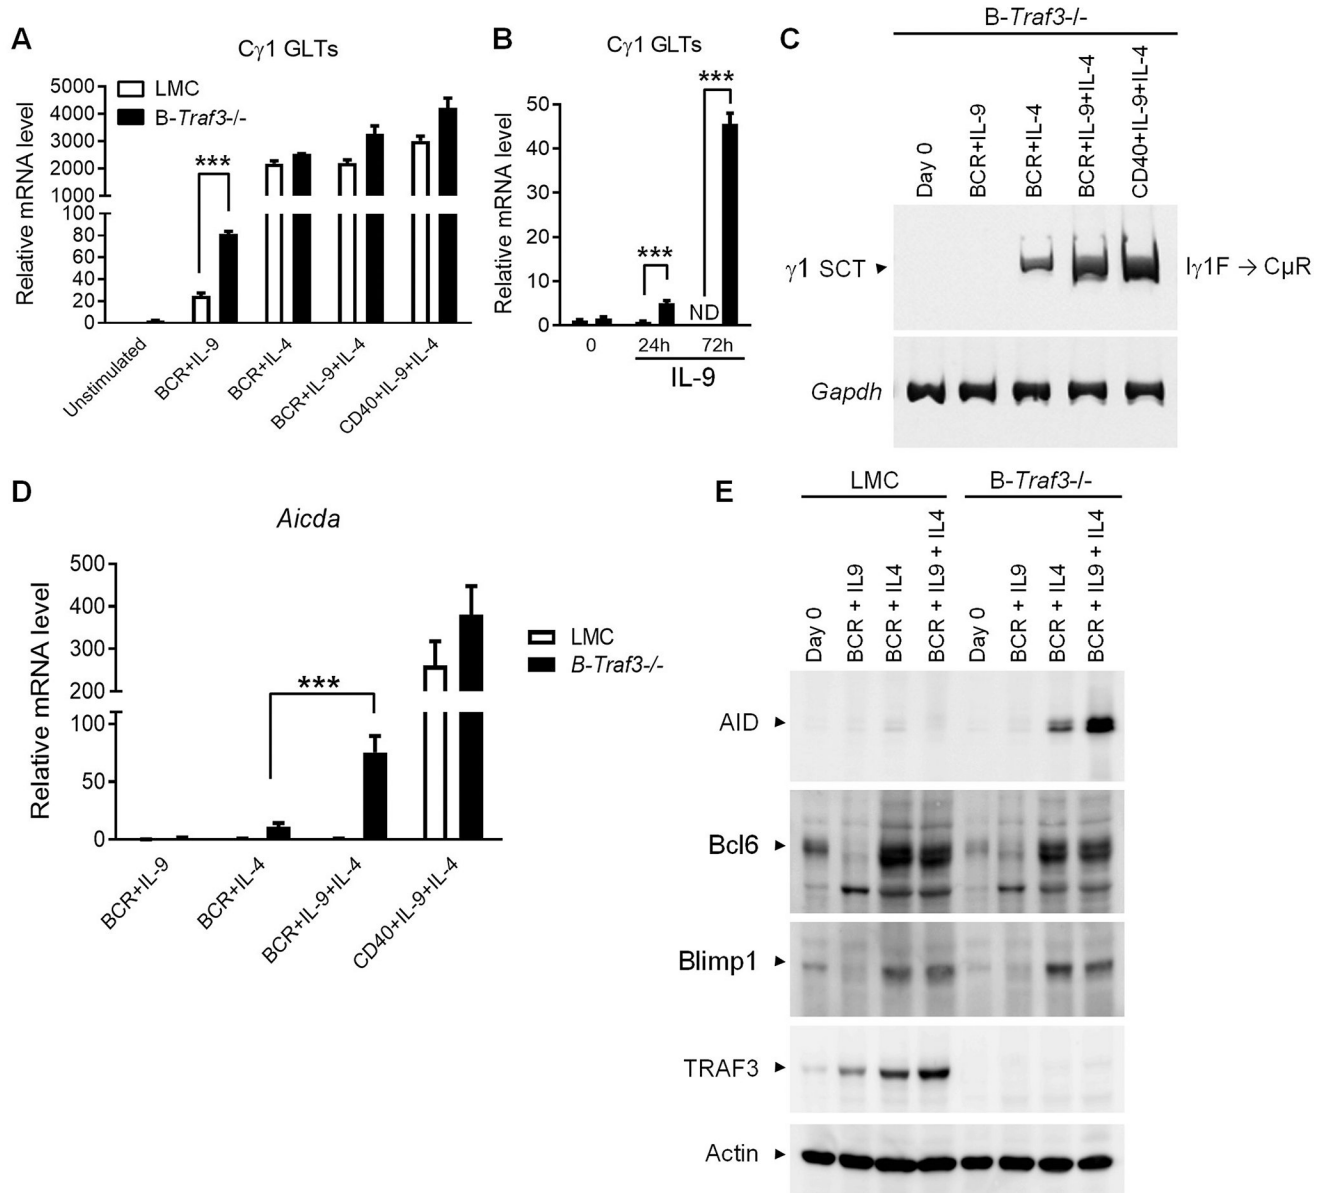 A
Cγ1 GLTs
LMC
B-Traf3-/-
Relative mRNA level
5000
4000
3000
2000
1000
100
80
60
40
20
0
***
Unstimulated
BCR+IL-9
BCR+IL-4
BCR+IL-9+IL-4
CD40+IL-9+IL-4
B
Cγ1 GLTs
Relative mRNA level
50
40
30
20
10
0
***
***
ND
0
24h
72h
IL-9
C
B-Traf3-/-
Day 0
BCR+IL-9
BCR+IL-4
BCR+IL-9+IL-4
CD40+IL-9+IL-4
γ1 SCT
Iγ1F → CμR
Gapdh
D
Aicda
Relative mRNA level
500
400
300
200
100
50
0
***
LMC
B-Traf3-/-
BCR+IL-9
BCR+IL-4
BCR+IL-9+IL-4
CD40+IL-9+IL-4
E
LMC
B-Traf3-/-
Day 0
BCR + IL9
BCR + IL4
BCR + IL9 + IL4
Day 0
BCR + IL9
BCR + IL4
BCR + IL9 + IL4
AID
Bcl6
Blimp1
TRAF3
Actin